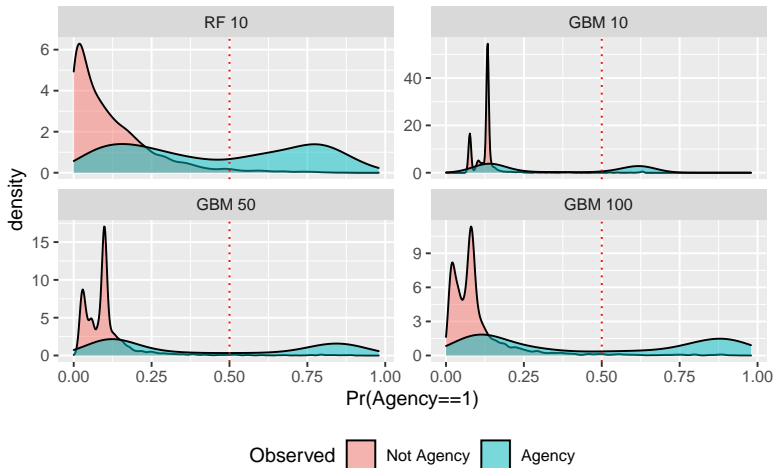 RF 10
GBM 10
6
4
2
0
40
20
0
density
GBM 50
GBM 100
15
10
5
0
9
6
3
0
0.00 0.25 0.50 0.75 1.00
0.00 0.25 0.50 0.75 1.00
Pr(Agency==1)
Observed Not Agency Agency